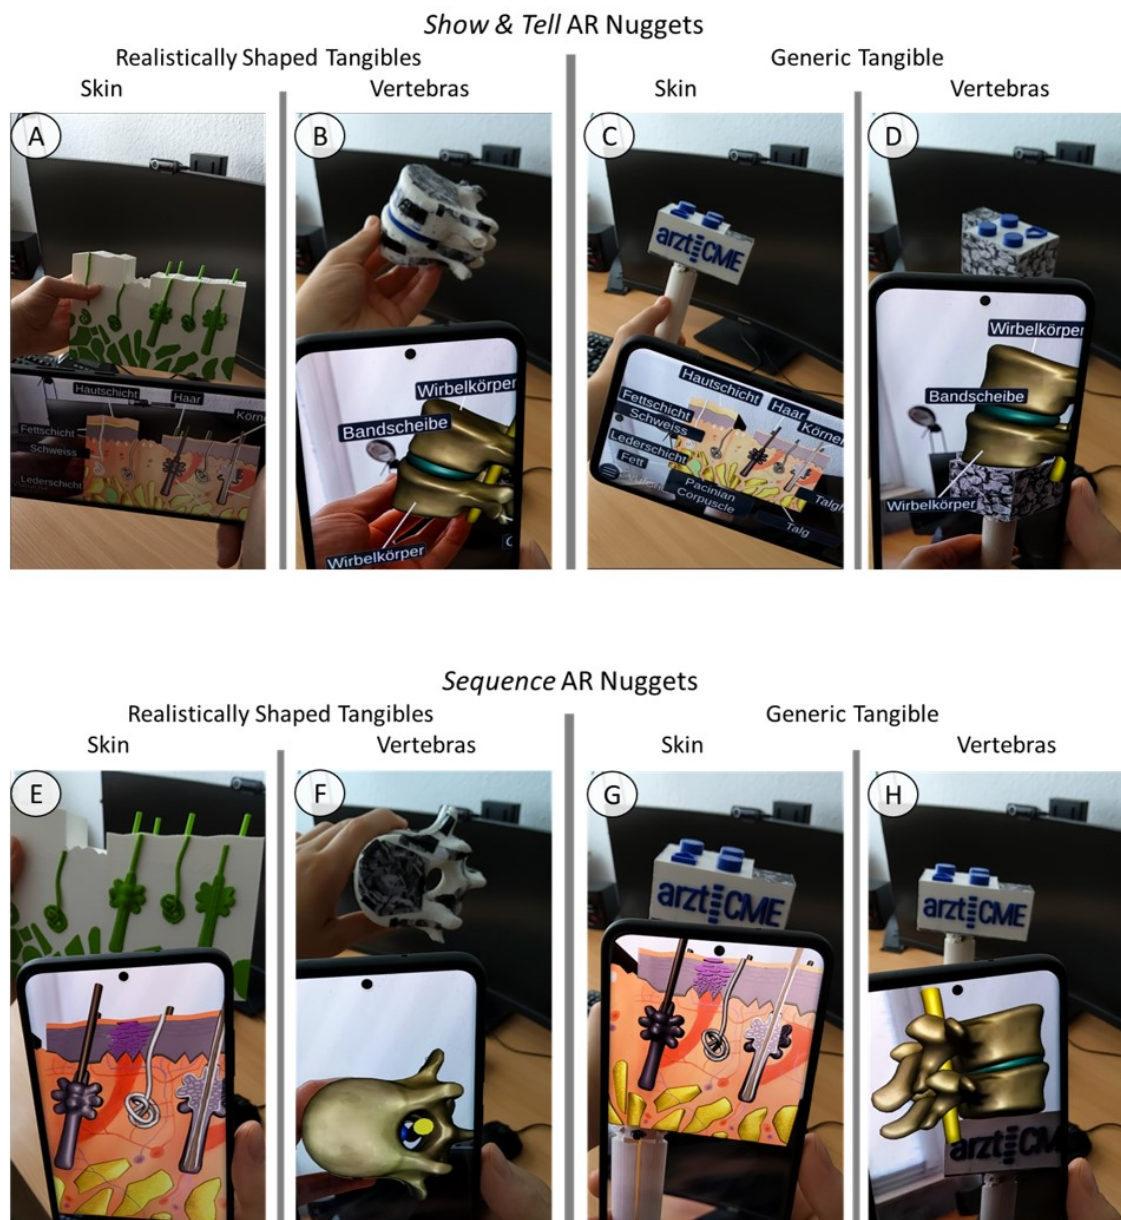 Show & Tell AR Nuggets
Realistically Shaped Tangibles
Generic Tangible
Skin
Vertebras
Skin
Vertebras
A
B
C
D
arzt CME
Hautschicht
Haar
Fettschicht
Schweiss
Lederschicht
Wirbelkörper
Bandscheibe
Wirbelkörper
Hautschicht
Haar
Fettschicht
Schweiss
Lederschicht
Fett
Pacinian
Corpuscle
Talg
Wirbelkörper
Bandscheibe
Wirbelkörper
Sequence AR Nuggets
Realistically Shaped Tangibles
Generic Tangible
Skin
Vertebras
Skin
Vertebras
E
F
G
H
arzt CME
arzt CME
arzt CME